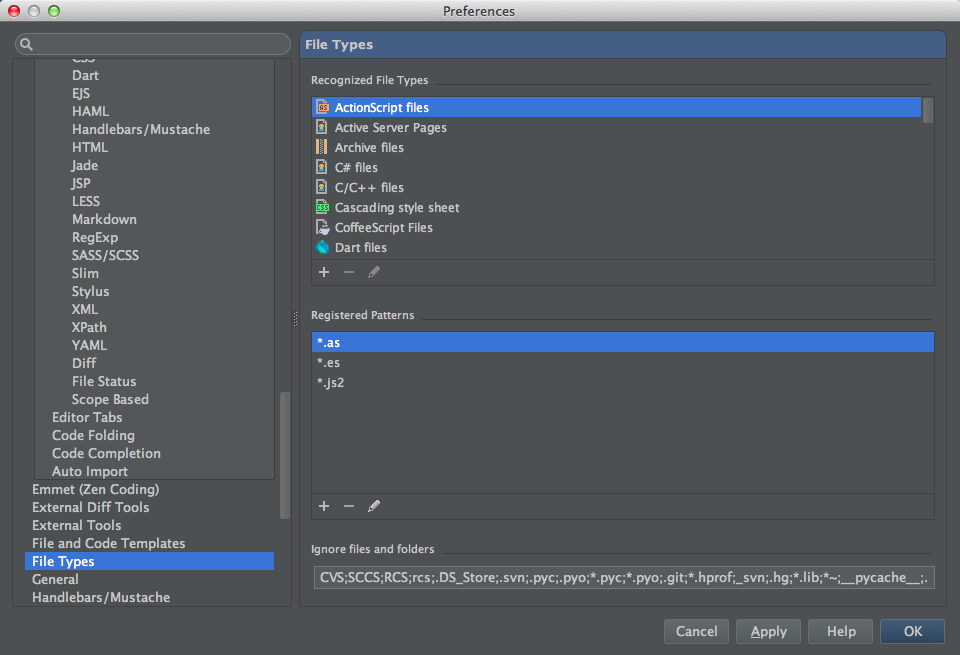 Preferences
CSS
Dart
EJS
HAML
Handlebars/Mustache
HTML
Jade
JSP
LESS
Markdown
RegExp
SASS/SCSS
Slim
Stylus
XML
XPath
YAML
Diff
File Status
Scope Based
Editor Tabs
Code Folding
Code Completion
Auto Import
Emmet (Zen Coding)
External Diff Tools
External Tools
File and Code Templates
File Types
General
Handlebars/Mustache
File Types
Recognized File Types
ActionScript files
Active Server Pages
Archive files
C# files
C/C++ files
Cascading style sheet
CoffeeScript Files
Dart files
Registered Patterns
*.as
*.es
*.js2
Ignore files and folders
CVS;SCCS;RCS;rcs;.DS_Store;.svn;.pyc;.pyo;*.pyc;*.pyo;.git;*.hprof;_svn;.hg;*.lib;*~;__pycache__;.
Cancel
Apply
Help
OK